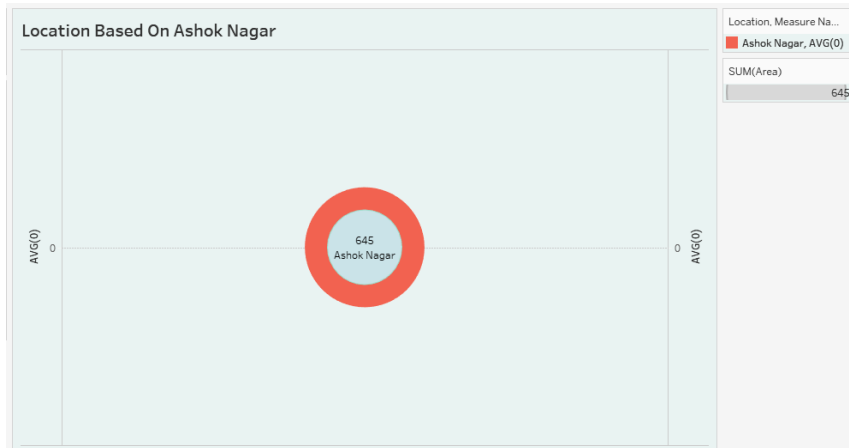 Location Based On Ashok Nagar
Location, Measure Na...
Ashok Nagar, AVG(0)
SUM(Area)
645
AVG(0)
0
645
Ashok Nagar
0
AVG(0)